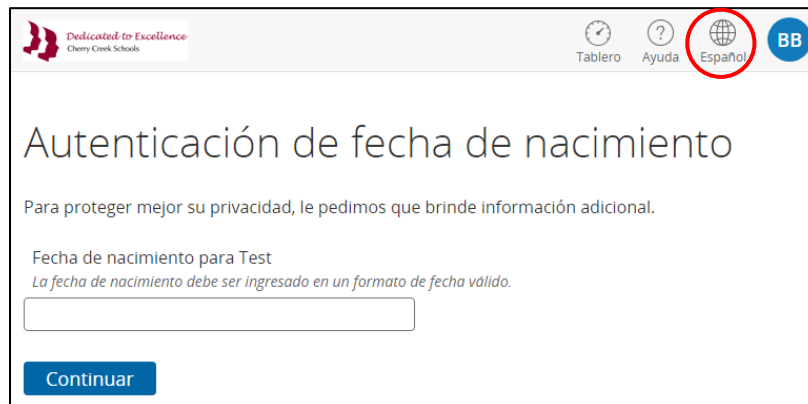 Dedicated to Excellence
Cherry Creek Schools
Tablero
Ayuda
Español
BB
Autenticación de fecha de nacimiento
Para proteger mejor su privacidad, le pedimos que brinde información adicional.
Fecha de nacimiento para Test
La fecha de nacimiento debe ser ingresado en un formato de fecha válido.
Continuar